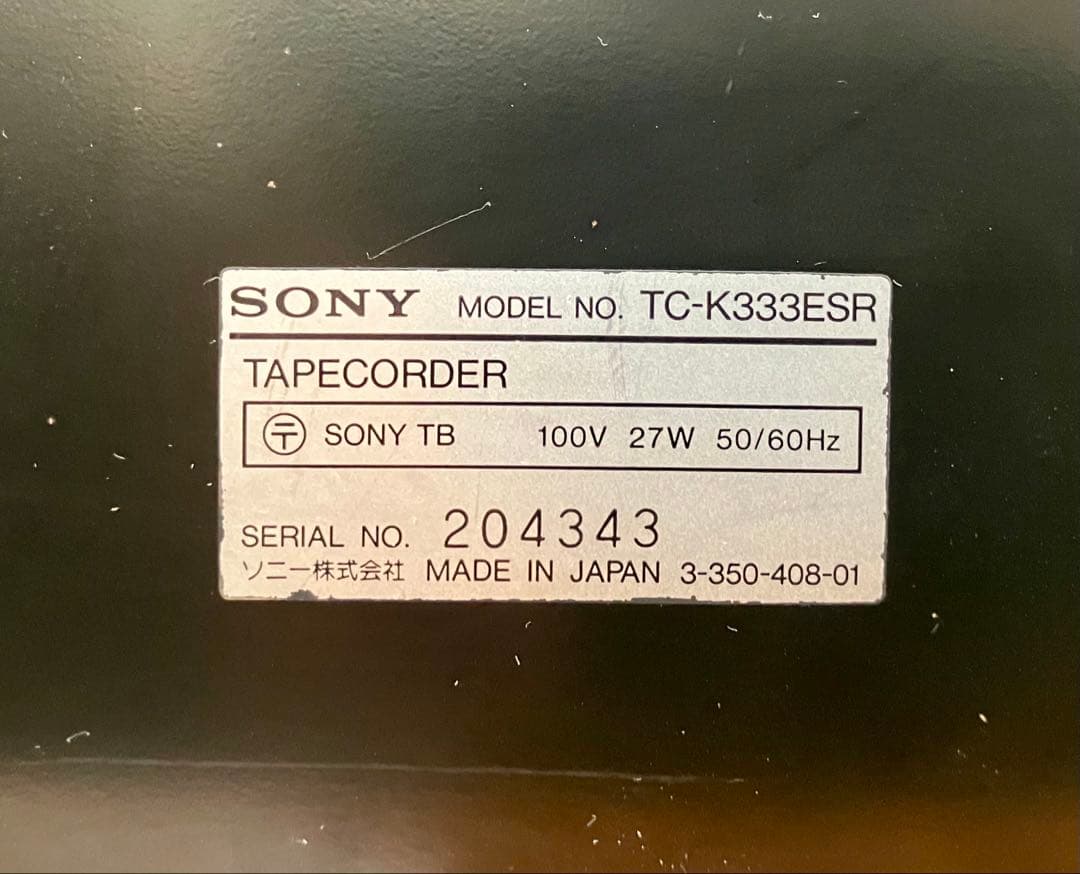 SONY MODEL NO. TC-K333ESR
TAPECORDER
〒 SONY TB 100V 27W 50/60Hz
SERIAL NO. 204343
ソニー株式会社 MADE IN JAPAN 3-350-408-01